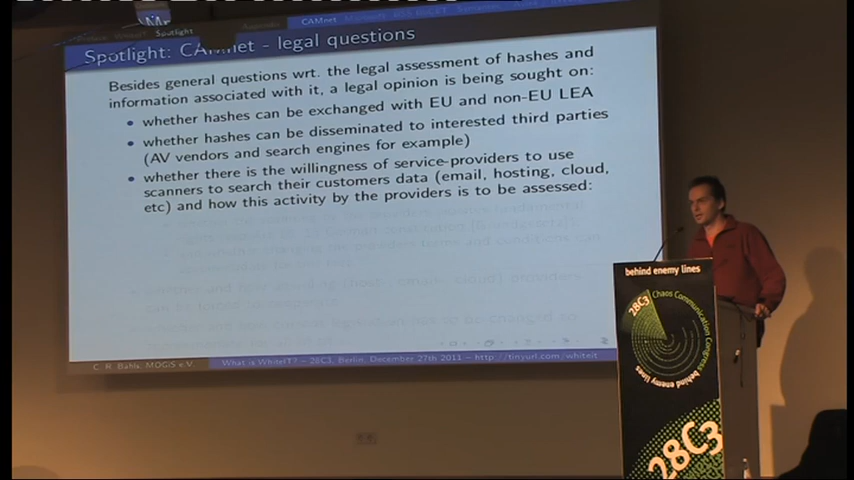 Spotlight
CAMnet
Spotlight: CAMnet - legal questions
Besides general questions wrt. the legal assessment of hashes and
information associated with it, a legal opinion is being sought on:
• whether hashes can be exchanged with EU and non-EU LEA
• whether hashes can be disseminated to interested third parties
(AV vendors and search engines for example)
• whether there is the willingness of service-providers to use
scanners to search their customers data (email, hosting, cloud,
etc) and how this activity by the providers is to be assessed:
C. R. Bahls, MOGiS e.V.
What is WhiteIT? – 28C3, Berlin, December 27th 2011 – http://tinyurl.com/whiteit
behind enemy lines
28C3
Chaos Communication Congress
behind enemy lines
28C3